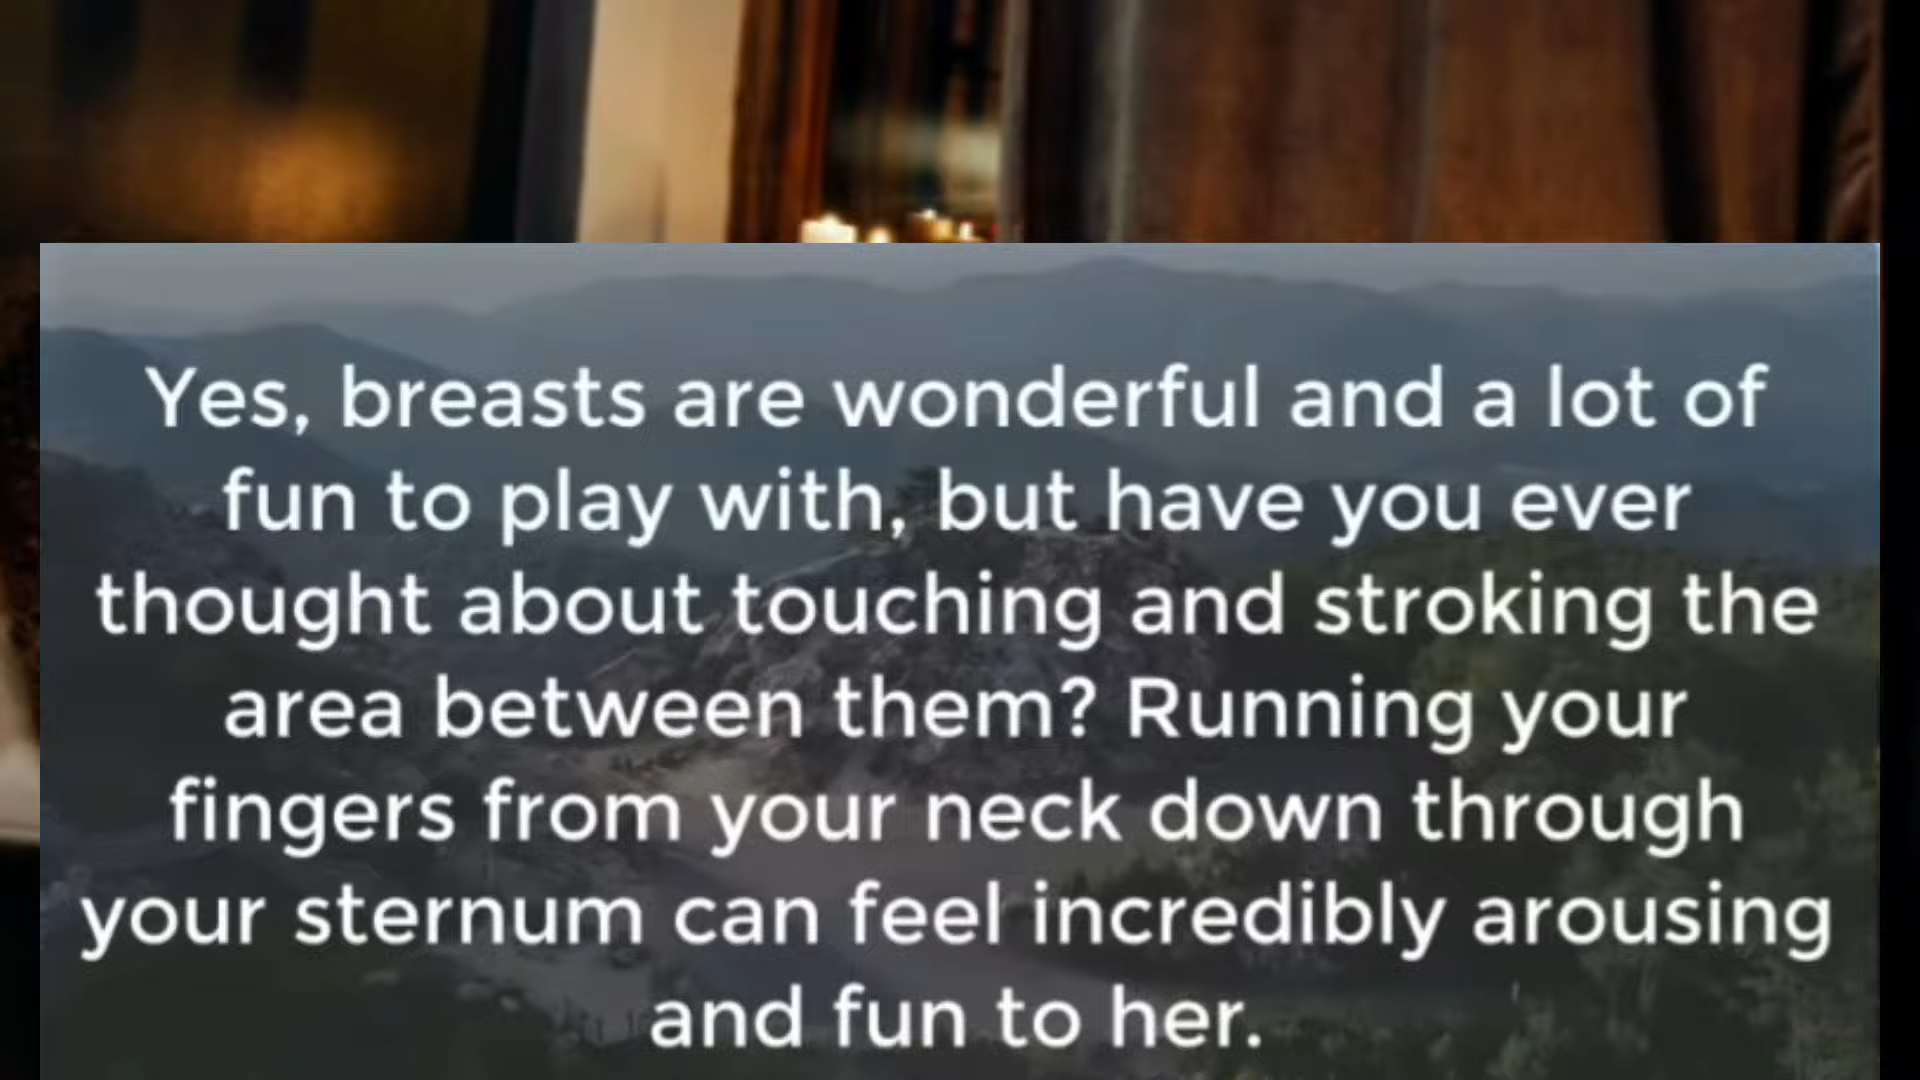 Yes, breasts are wonderful and a lot of
fun to play with, but have you ever
thought about touching and stroking the
area between them? Running your
fingers from your neck down through
your sternum can feel incredibly arousing
and fun to her.